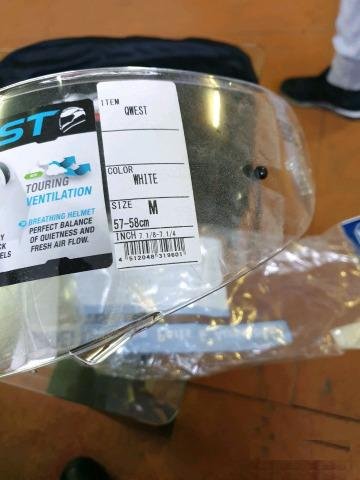 ST
TOURING
VENTILATION
BREATHING HELMET
PERFECT BALANCE
OF QUIETNESS AND
FRESH AIR FLOW.
ITEM
QWEST
COLOR
WHITE
SIZE M
57-58cm
INCH 7 1/8-7 1/4
4 512048 319601